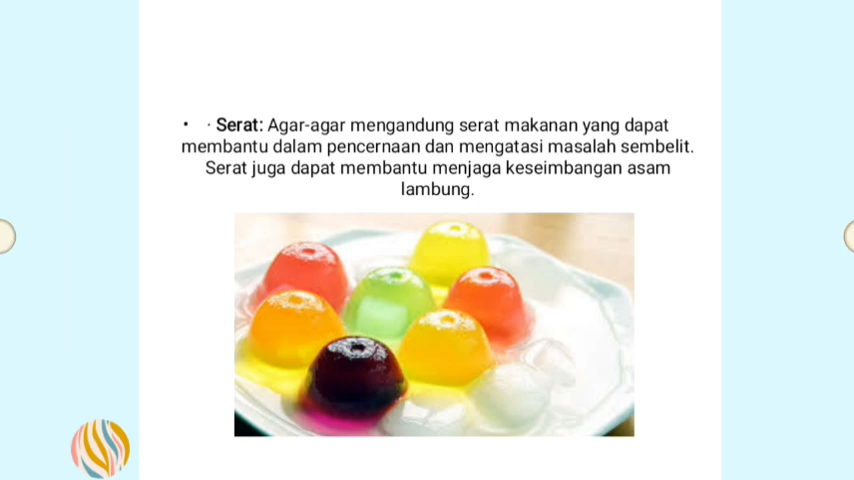 • · Serat: Agar-agar mengandung serat makanan yang dapat
membantu dalam pencernaan dan mengatasi masalah sembelit.
Serat juga dapat membantu menjaga keseimbangan asam
lambung.